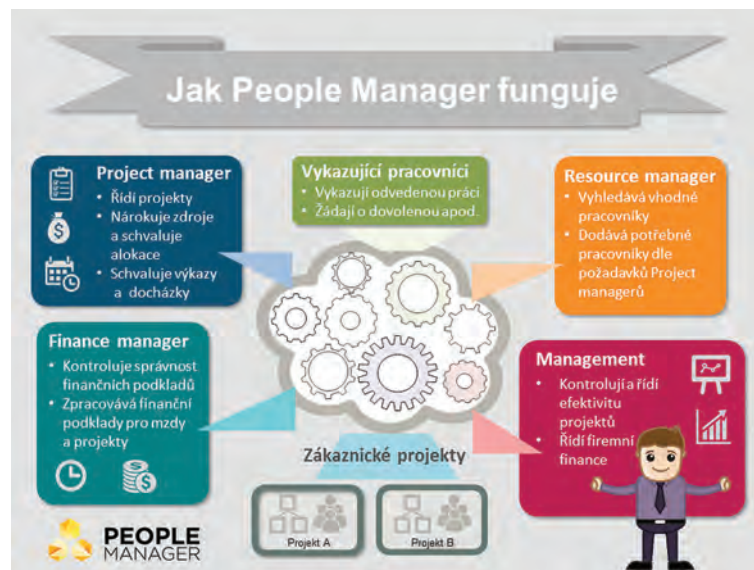 Jak People Manager funguje
Project manager
• Řídí projekty
• Nárokuje zdroje
a schvaluje
alokace
• Schvaluje výkazy
a docházky
Vykazující pracovníci
• Vykazují odvedenou práci.
• Žádají o dovolenou apod.
Resource manager
• Vyhledává vhodné
pracovníky
• Dodává potřebné
pracovníky dle
požadavků Project
managerů
Finance manager
• Kontroluje správnost
finančních podkladů
• Zpracovává finanční
podklady pro mzdy
a projekty
Management
• Kontrolují a řídí
efektivitu
projektů
• Řídí firemní
finance
Zákaznické projekty
Projekt A
Projekt B
PEOPLE
MANAGER